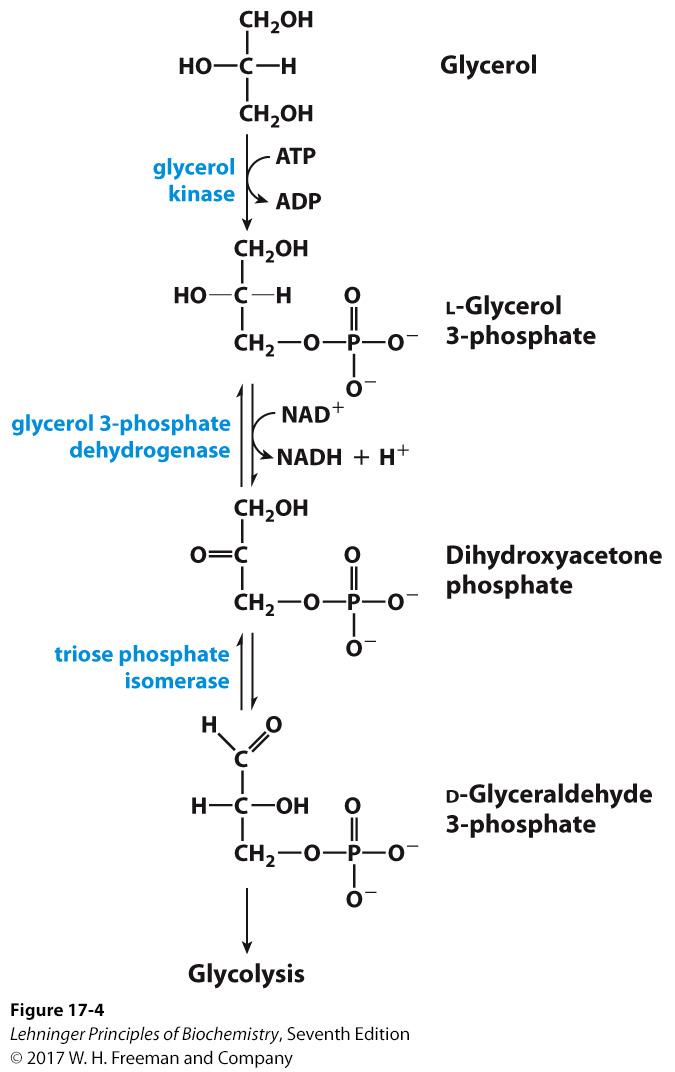 CH₂OH
HO—C—H
CH₂OH
Glycerol
glycerol
kinase
ATP
ADP
CH₂OH
HO—C—H
O
CH₂—O—P—O⁻
O⁻
L-Glycerol
3-phosphate
glycerol 3-phosphate
dehydrogenase
NAD⁺
NADH + H⁺
CH₂OH
O=C
O
CH₂—O—P—O⁻
O⁻
Dihydroxyacetone
phosphate
triose phosphate
isomerase
H O
C
H—C—OH
O
CH₂—O—P—O⁻
O⁻
D-Glyceraldehyde
3-phosphate
Glycolysis
Figure 17-4
Lehninger Principles of Biochemistry, Seventh Edition
© 2017 W. H. Freeman and Company